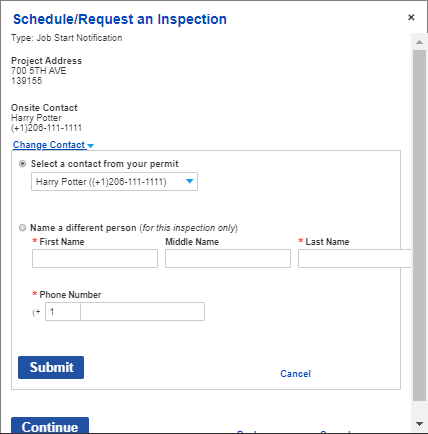 Schedule/Request an Inspection
×
Type: Job Start Notification
Project Address
700 5TH AVE
139155
Onsite Contact
Harry Potter
(+1)206-111-1111
Change Contact
Select a contact from your permit
Harry Potter ((+1)206-111-1111)
Name a different person (for this inspection only)
* First Name Middle Name * Last Name
* Phone Number
(+ 1
Submit
Cancel
Continue